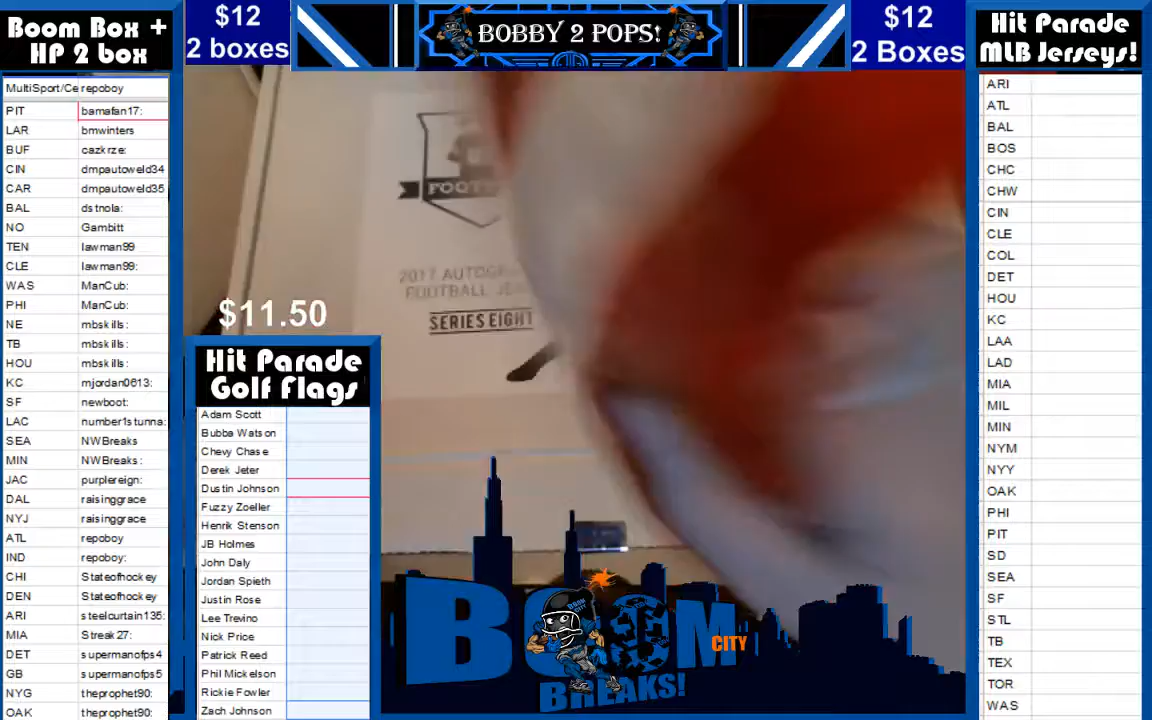 Boom Box +
HP 2 box
$12
2 boxes
BOBBY 2 POPS!
$12
2 Boxes
Hit Parade
MLB Jerseys!
MultiSport/Ce repoboy
PIT bamafan17:
LAR bmwinters
BUF cazkrze:
CIN dmpautoweld34
CAR dmpautoweld35
BAL dstnola:
NO Gambitt
TEN lawman99
CLE lawman99:
WAS ManCub:
PHI ManCub:
NE mbskills:
TB mbskills:
HOU mbskills:
KC mjordan0613:
SF newboot:
LAC number1stunna:
SEA NWBreaks
MIN NWBreaks:
JAC purplereign:
DAL raisinggrace
NYJ raisinggrace
ATL repoboy
IND repoboy:
CHI Stateofhockey
DEN Stateofhockey
ARI steelcurtain135:
MIA Streak27:
DET supermanofps4
GB supermanofps5
NYG theprophet90:
OAK theprophet90:
2017
FOOTBALL
SERIES EIGHT
$11.50
Hit Parade
Golf Flags
Adam Scott
Bubba Watson
Chevy Chase
Derek Jeter
Dustin Johnson
Fuzzy Zoeller
Henrik Stenson
JB Holmes
John Daly
Jordan Spieth
Justin Rose
Lee Trevino
Nick Price
Patrick Reed
Phil Mickelson
Rickie Fowler
Zach Johnson
BOOM
CITY
BREAKS!
ARI
ATL
BAL
BOS
CHC
CHW
CIN
CLE
COL
DET
HOU
KC
LAA
LAD
MIA
MIL
MIN
NYM
NYY
OAK
PHI
PIT
SD
SEA
SF
STL
TB
TEX
TOR
WAS